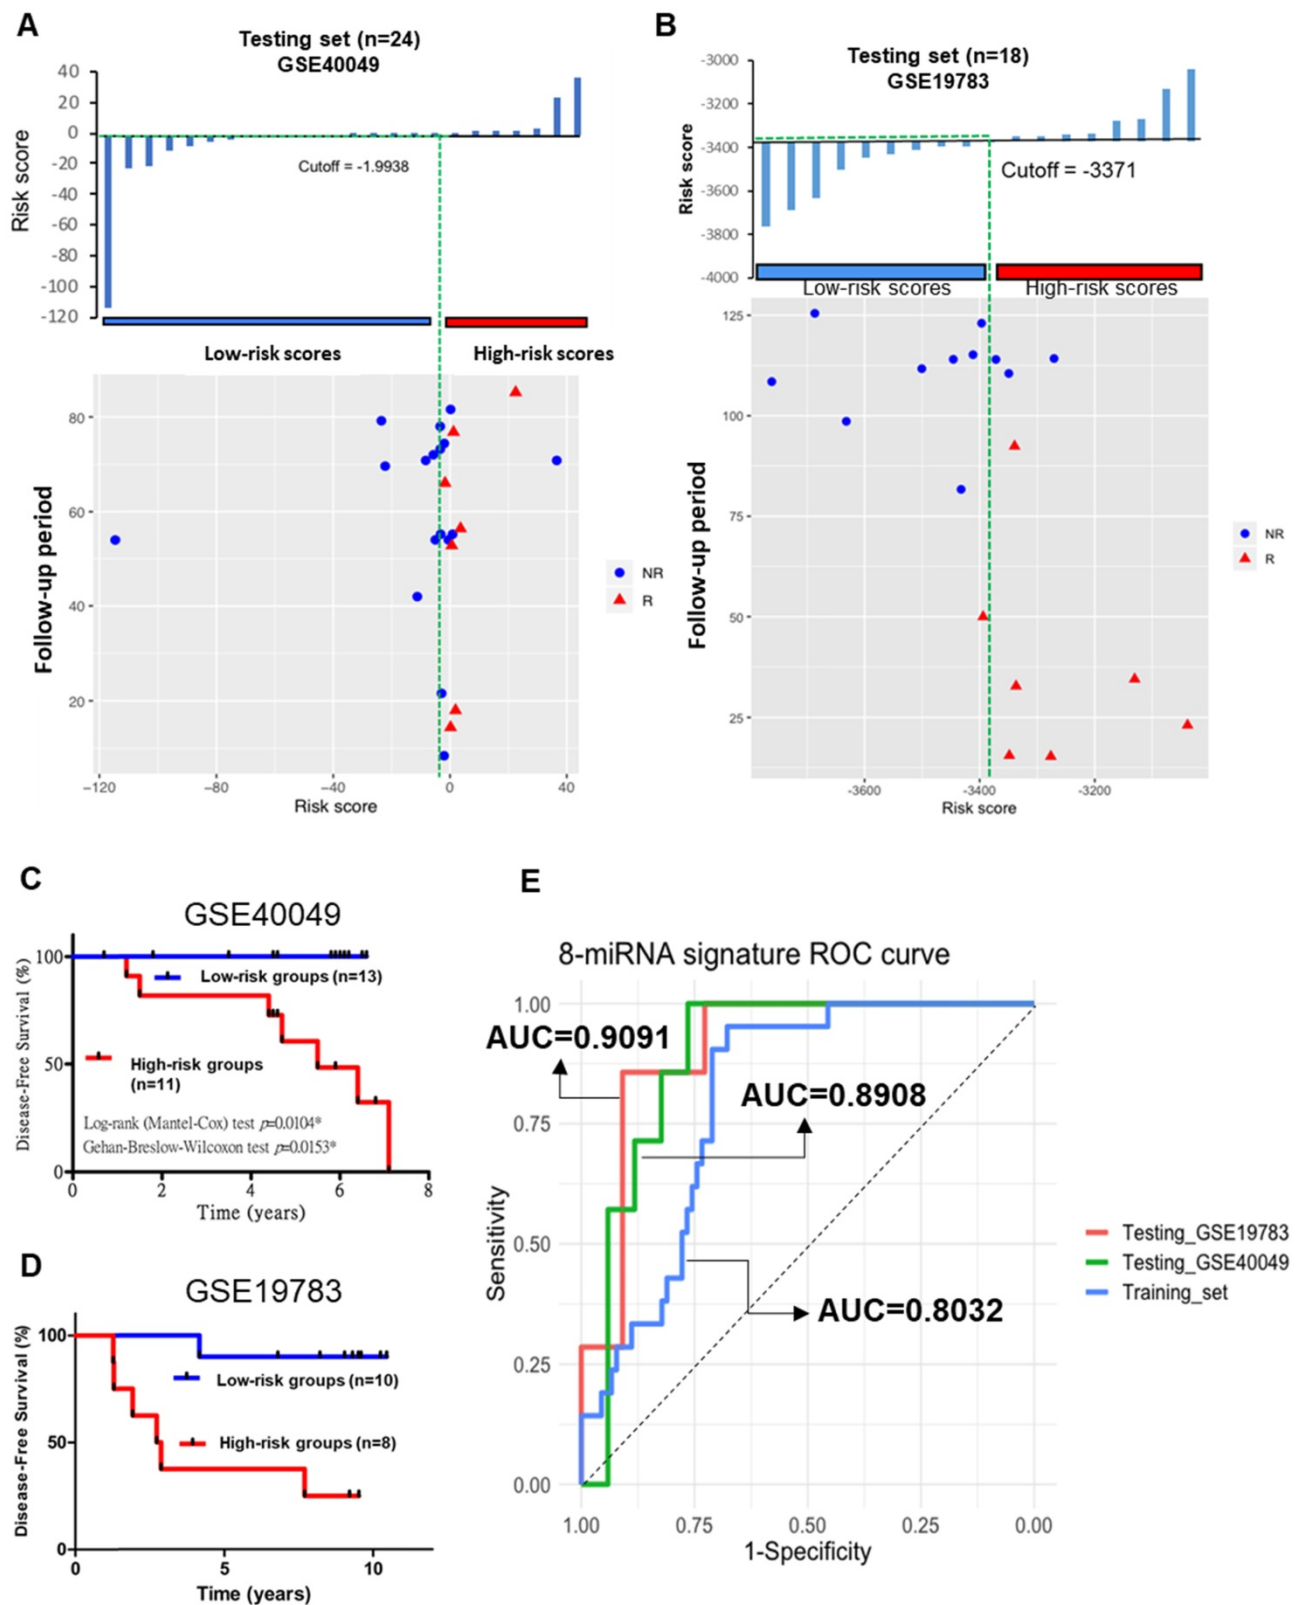 A
Testing set (n=24)
GSE40049
40
20
0
-20
-40
-60
-80
-100
-120
Risk score
Cutoff = -1.9938
Low-risk scores
High-risk scores
80
60
40
20
Follow-up period
−120
−80
−40
0
40
Risk score
NR
R
B
Testing set (n=18)
GSE19783
-3000
-3200
-3400
-3600
-3800
-4000
Risk score
Cutoff = -3371
Low-risk scores
High-risk scores
125
100
75
50
25
Follow-up period
-3600
-3400
-3200
Risk score
NR
R
C
GSE40049
Disease-Free Survival (%)
100
50
0
Low-risk groups (n=13)
High-risk groups
(n=11)
Log-rank (Mantel-Cox) test p=0.0104*
Gehan-Breslow-Wilcoxon test p=0.0153*
0
2
4
6
8
Time (years)
D
GSE19783
Disease-Free Survival (%)
100
50
0
Low-risk groups (n=10)
High-risk groups (n=8)
0
5
10
Time (years)
E
8-miRNA signature ROC curve
1.00
0.75
0.50
0.25
0.00
Sensitivity
AUC=0.9091
AUC=0.8908
AUC=0.8032
1.00
0.75
0.50
0.25
0.00
1-Specificity
Testing_GSE19783
Testing_GSE40049
Training_set